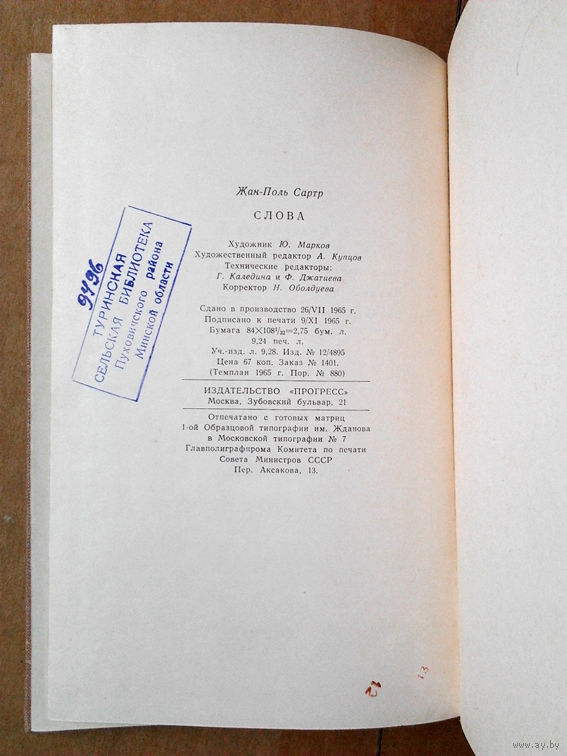 Жан-Поль Сартр
СЛОВА
Художник Ю. Марков
Художественный редактор А. Купцов
Технические редакторы:
Г. Каледина и Ф. Джатиева
Корректор Н. Оболдуева
Сдано в производство 26/VII 1965 г.
Подписано к печати 9/XI 1965 г.
Бумага 84×108¹/₃₂=2,75 бум. л.
9,24 печ. л.
Уч.-изд. л. 9,28. Изд. № 12/4895
Цена 67 коп. Заказ № 1401.
(Темплан 1965 г. Пор. № 880)
ИЗДАТЕЛЬСТВО «ПРОГРЕСС»
Москва, Зубовский бульвар, 21
Отпечатано с готовых матриц
1-ой Образцовой типографии им. Жданова
в Московской типографии № 7
Главполиграфпрома Комитета по печати
Совета Министров СССР
Пер. Аксакова, 13.
9496
ТУРИНСКАЯ
СЕЛЬСКАЯ БИБЛИОТЕКА
Пуховичского района
Минской области
www.ay.by